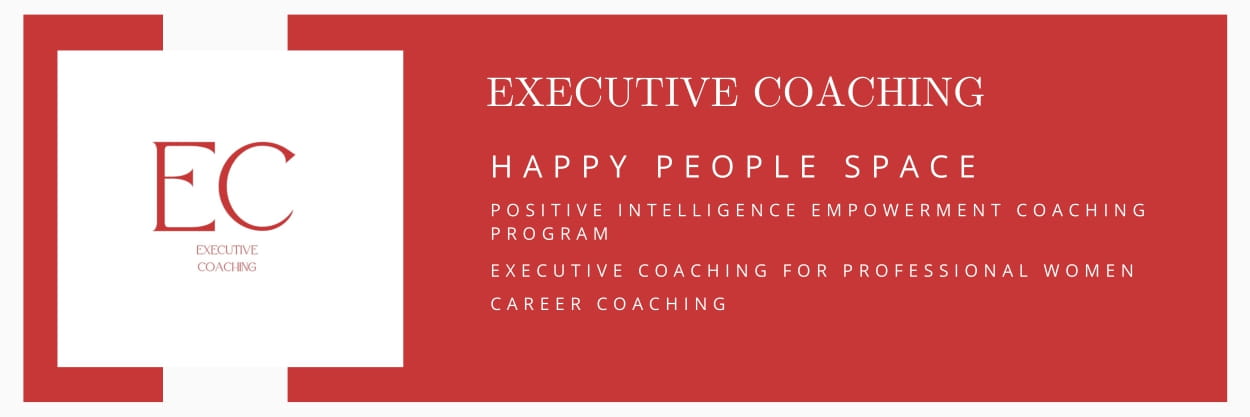 EC
EXECUTIVE
COACHING
EXECUTIVE COACHING
HAPPY PEOPLE SPACE
POSITIVE INTELLIGENCE EMPOWERMENT COACHING
PROGRAM
EXECUTIVE COACHING FOR PROFESSIONAL WOMEN
CAREER COACHING